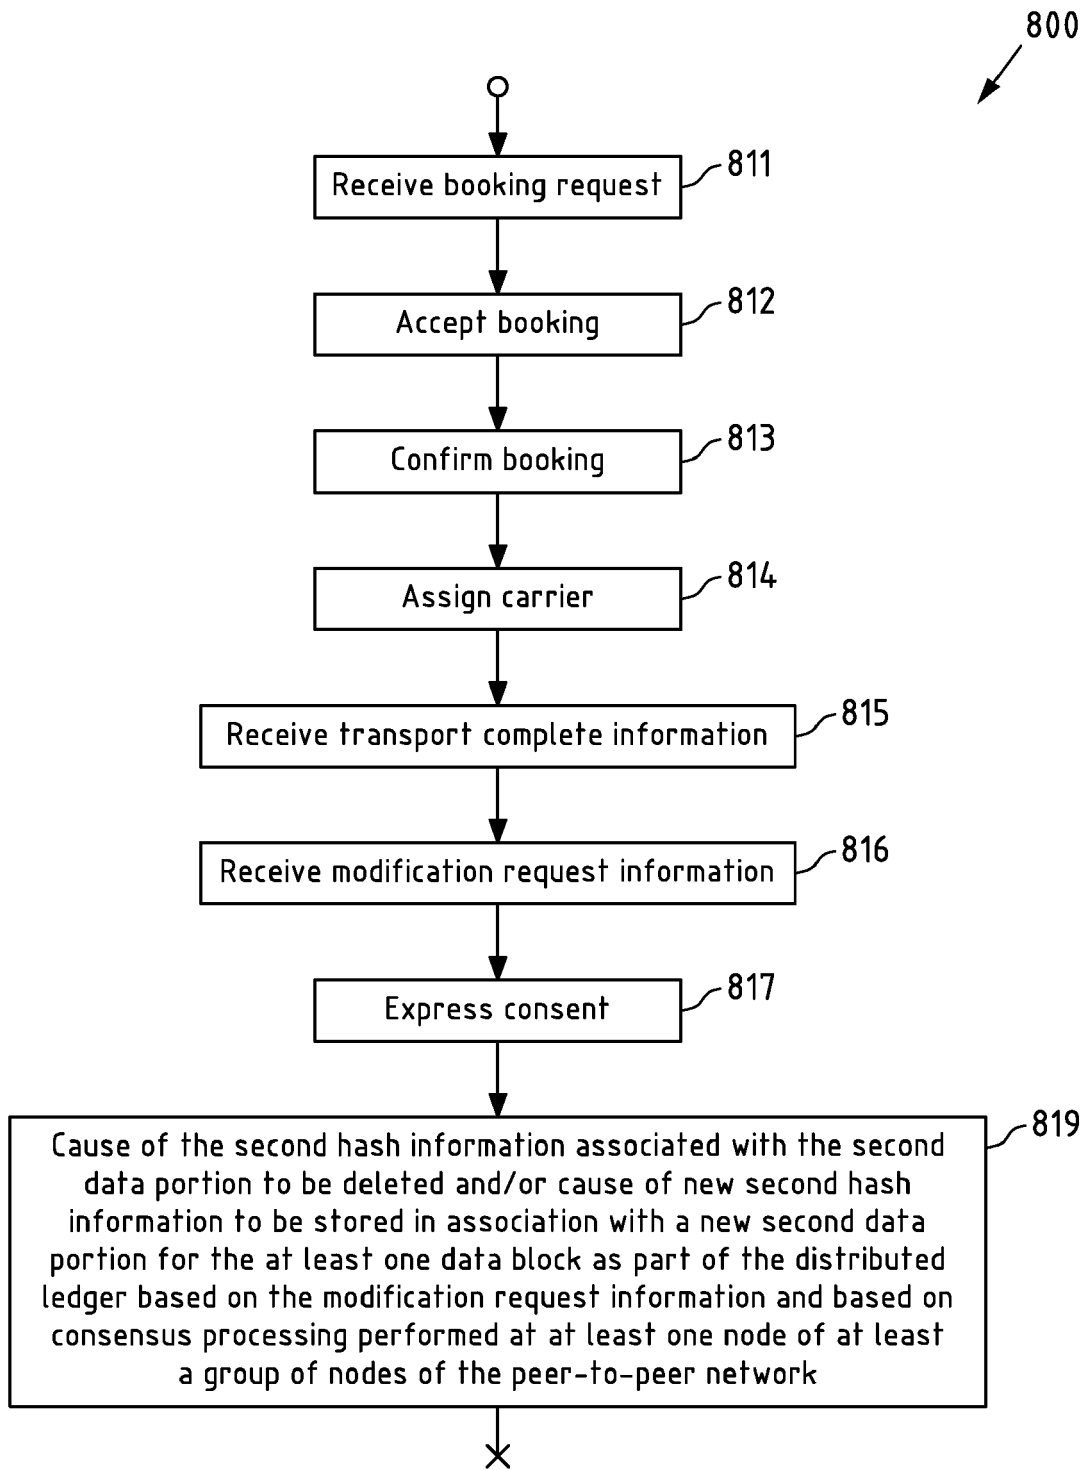 800
Receive booking request
811
Accept booking
812
Confirm booking
813
Assign carrier
814
Receive transport complete information
815
Receive modification request information
816
Express consent
817
Cause of the second hash information associated with the second
data portion to be deleted and/or cause of new second hash
information to be stored in association with a new second data
portion for the at least one data block as part of the distributed
ledger based on the modification request information and based on
consensus processing performed at at least one node of at least
a group of nodes of the peer-to-peer network
819